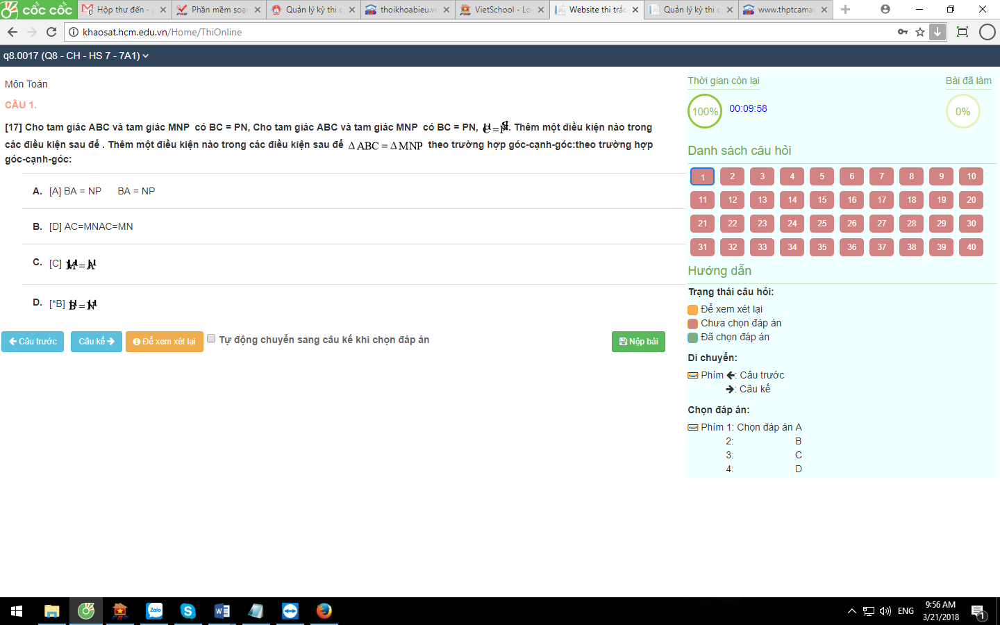 cốc cốc
Hộp thư đến -
Phần mềm soạn
Quản lý kỳ thi
thoikhoabieu.v
VietSchool - Lo
Website thi trắc
Quản lý kỳ thi
www.thptcama
khaosat.hcm.edu.vn/Home/ThiOnline
q8.0017 (Q8 - CH - HS 7 - 7A1)
Môn Toán
CÂU 1.
[17] Cho tam giác ABC và tam giác MNP có BC = PN, Cho tam giác ABC và tam giác MNP có BC = PN, C = P. Thêm một điều kiện nào trong
các điều kiện sau để . Thêm một điều kiện nào trong các điều kiện sau để Δ ABC = Δ MNP theo trường hợp góc-cạnh-góc:theo trường hợp
góc-cạnh-góc:
A. [A] BA = NP BA = NP
B. [D] AC=MNAC=MN
C. [C] M = A
D. [*B] B = N
Câu trước
Câu kế
Để xem xét lại
Tự động chuyển sang câu kế khi chọn đáp án
Nộp bài
Thời gian còn lại
Bài đã làm
100%
00:09:58
0%
Danh sách câu hỏi
1 2 3 4 5 6 7 8 9 10
11 12 13 14 15 16 17 18 19 20
21 22 23 24 25 26 27 28 29 30
31 32 33 34 35 36 37 38 39 40
Hướng dẫn
Trạng thái câu hỏi:
Để xem xét lại
Chưa chọn đáp án
Đã chọn đáp án
Di chuyển:
Phím ←: Câu trước
→: Câu kế
Chọn đáp án:
Phím 1: Chọn đáp án A
2: B
3: C
4: D
Zalo
ENG
9:56 AM
3/21/2018
1